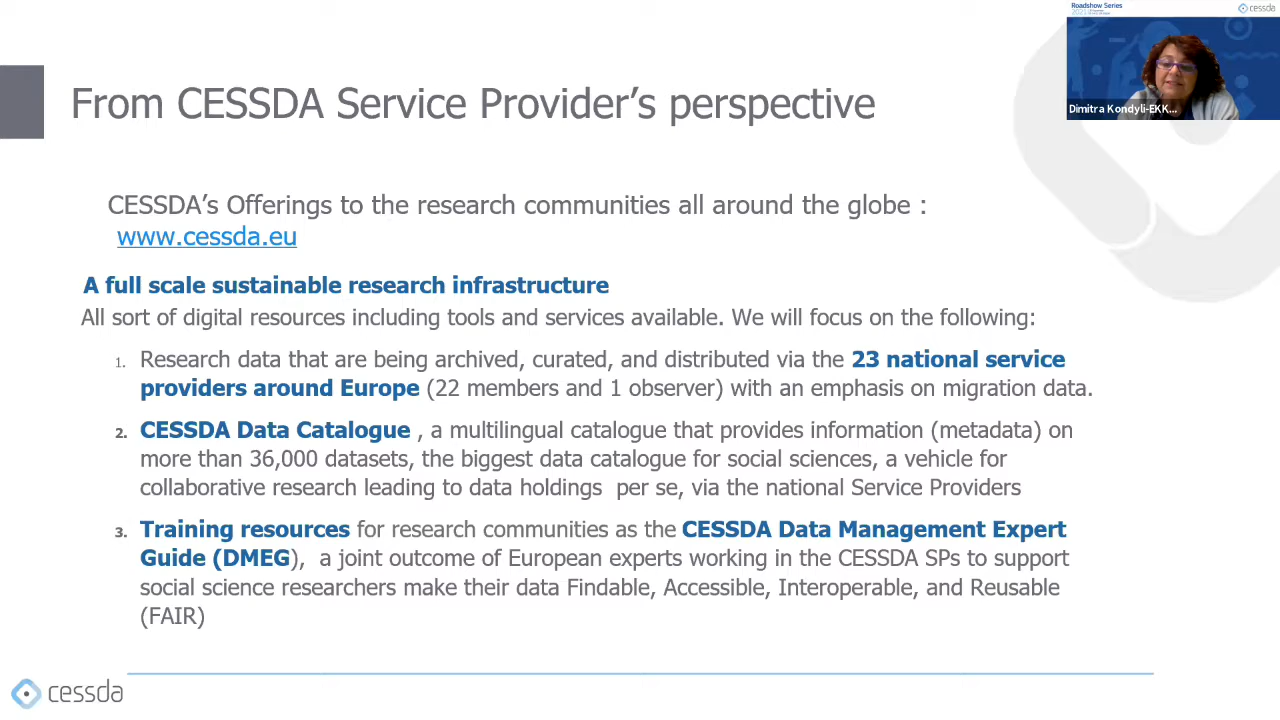 Roadshow Series
cessda
Dimitra Kondyli-EKK...
From CESSDA Service Provider’s perspective
CESSDA’s Offerings to the research communities all around the globe :
www.cessda.eu
A full scale sustainable research infrastructure
All sort of digital resources including tools and services available. We will focus on the following:
1. Research data that are being archived, curated, and distributed via the 23 national service
providers around Europe (22 members and 1 observer) with an emphasis on migration data.
2. CESSDA Data Catalogue , a multilingual catalogue that provides information (metadata) on
more than 36,000 datasets, the biggest data catalogue for social sciences, a vehicle for
collaborative research leading to data holdings per se, via the national Service Providers
3. Training resources for research communities as the CESSDA Data Management Expert
Guide (DMEG), a joint outcome of European experts working in the CESSDA SPs to support
social science researchers make their data Findable, Accessible, Interoperable, and Reusable
(FAIR)
cessda